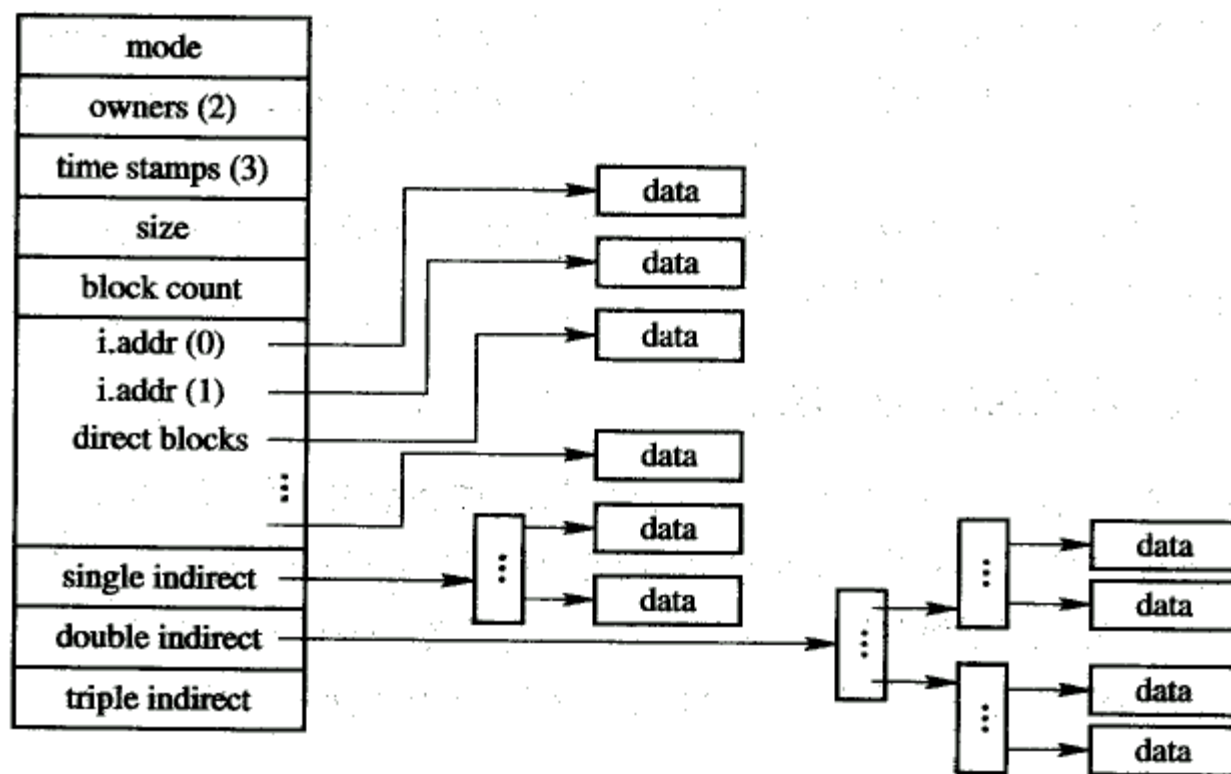 mode
owners (2)
time stamps (3)
size
block count
i.addr (0)
i.addr (1)
direct blocks
...
single indirect
double indirect
triple indirect
data
data
data
data
data
data
...
...
...
...
data
data
data
data